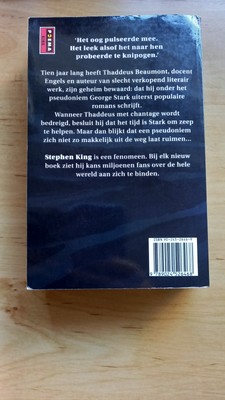 POEMA
'Het oog pulseerde mee.
Het leek alsof het naar hen
probeerde te knipogen.'
Tien jaar lang heeft Thaddeus Beaumont, docent
Engels en auteur van slecht verkopend literair
werk, zijn geheim bewaard: dat hij onder het
pseudoniem George Stark uiterst populaire
romans schrijft.
Wanneer Thaddeus met chantage wordt
bedreigd, besluit hij dat het tijd is Stark om zeep
te helpen. Maar dan blijkt dat een pseudoniem
zich niet zo makkelijk uit de weg laat ruimen...
Stephen King is een fenomeen. Bij elk nieuw
boek ziet hij kans miljoenen fans over de hele
wereld aan zich te binden.